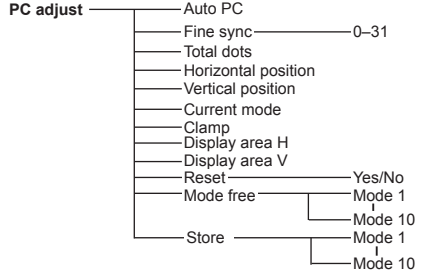 PC adjust Auto PC
Fine sync 0–31
Total dots
Horizontal position
Vertical position
Current mode
Clamp
Display area H
Display area V
Reset Yes/No
Mode free Mode 1
Mode 10
Store Mode 1
Mode 10